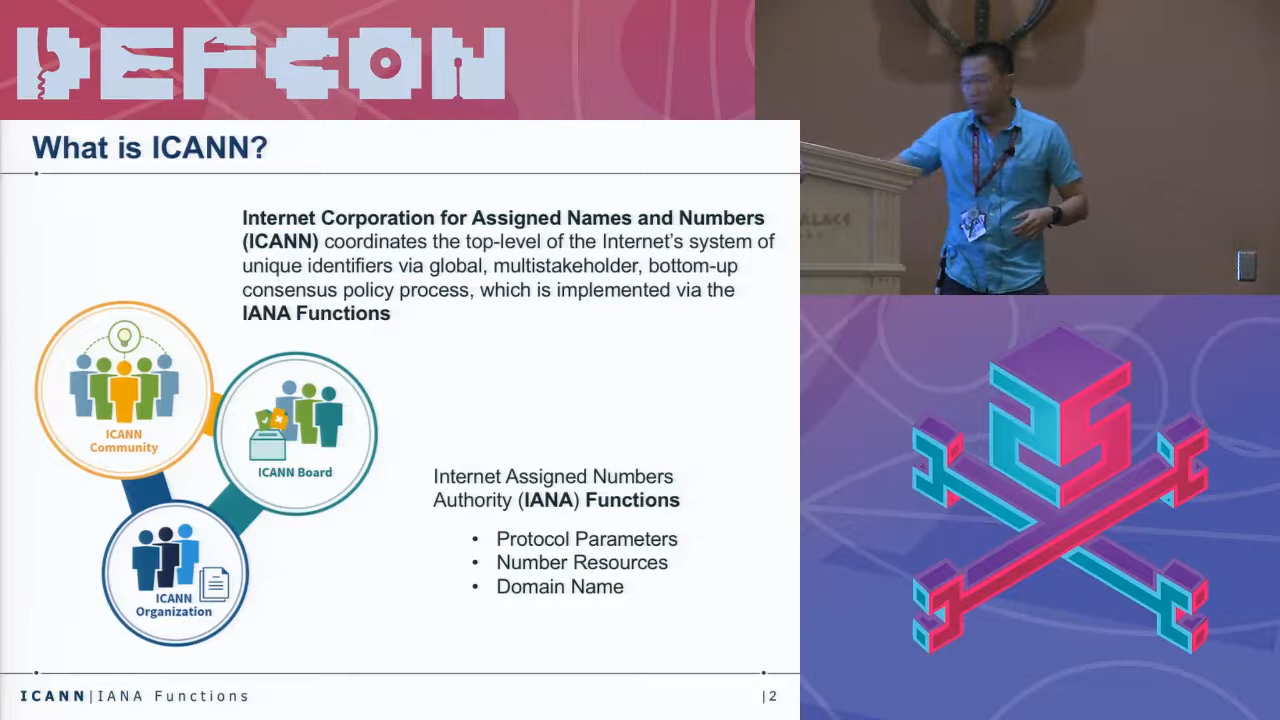 DEFCON
What is ICANN?
Internet Corporation for Assigned Names and Numbers
(ICANN) coordinates the top-level of the Internet's system of
unique identifiers via global, multistakeholder, bottom-up
consensus policy process, which is implemented via the
IANA Functions
ICANN
Community
ICANN Board
ICANN
Organization
Internet Assigned Numbers
Authority (IANA) Functions
• Protocol Parameters
• Number Resources
• Domain Name
ICANN|IANA Functions
|2
25